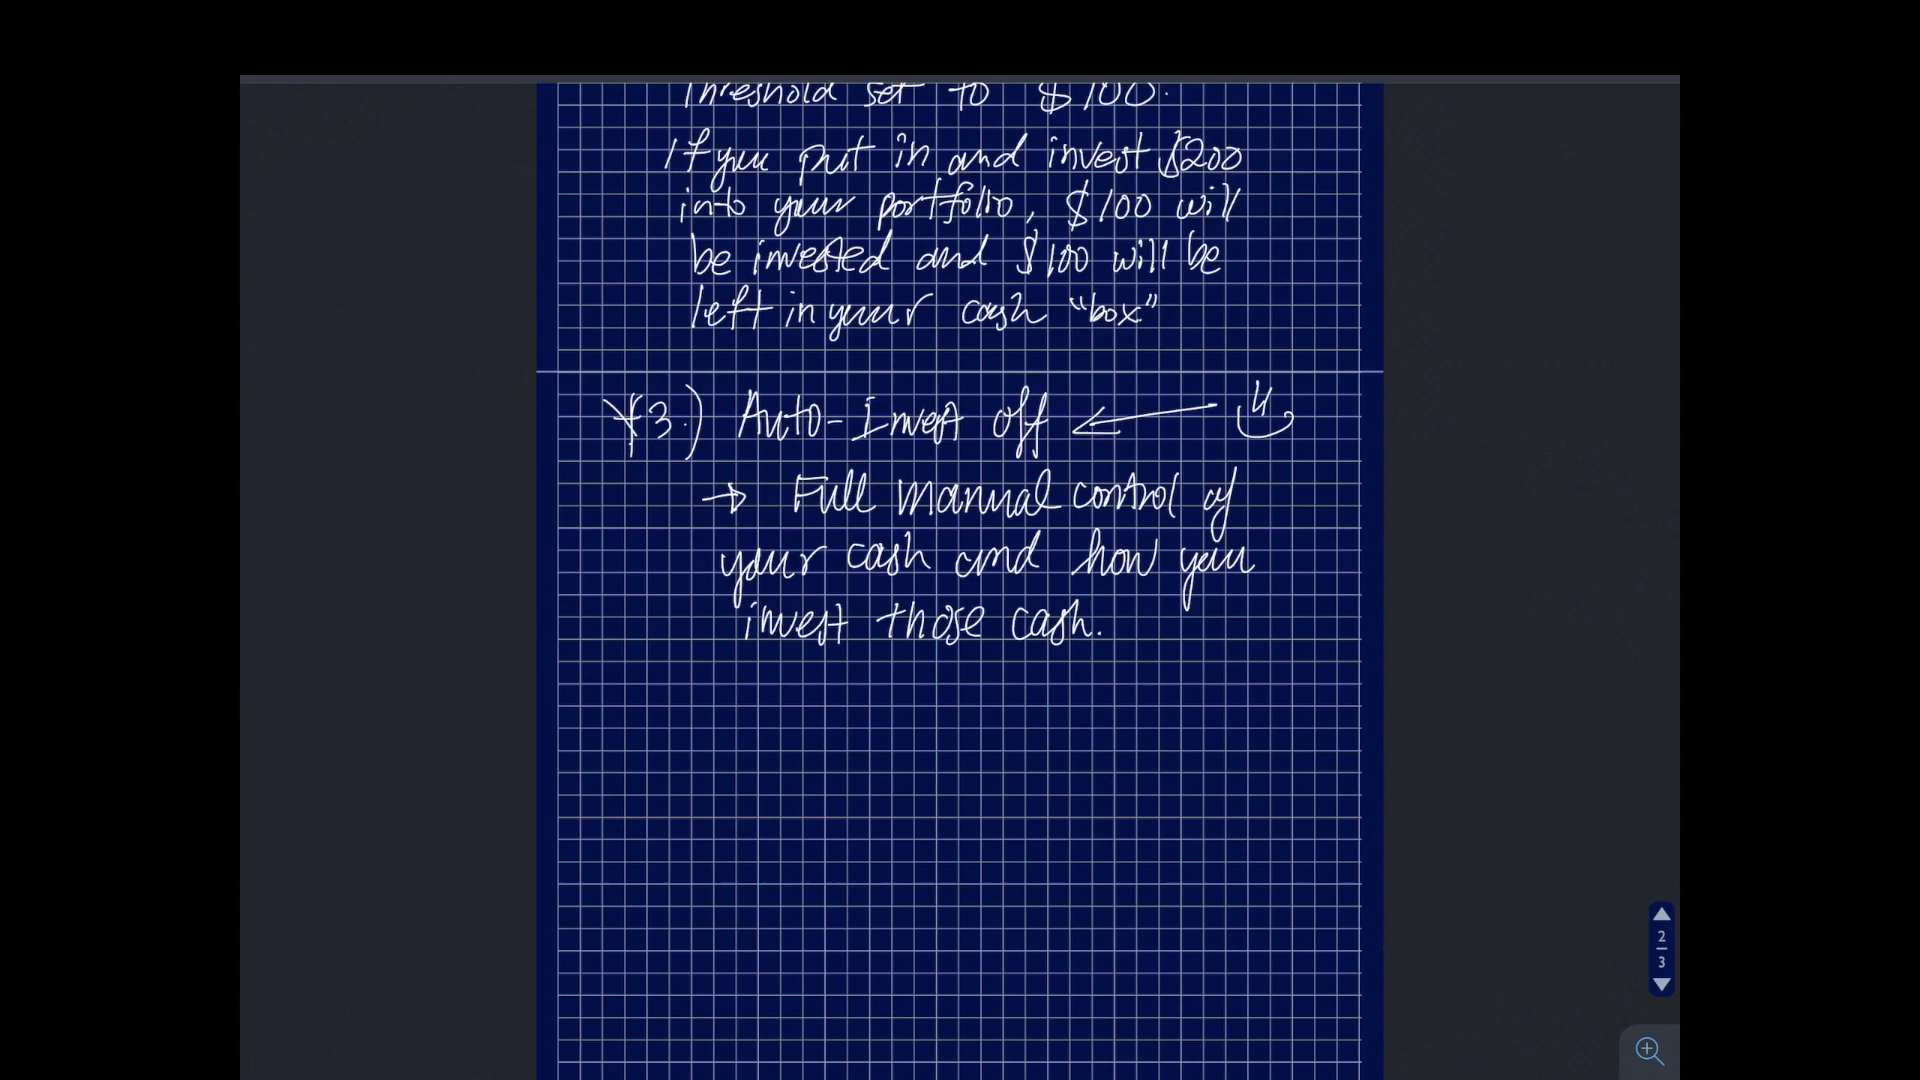 Threshold set to $100.
If you put in and invest $200
into your portfolio, $100 will
be invested and $100 will be
left in your cash "box"
*3.) Auto-Invest off
→ Full manual control of
your cash and how you
invest those cash.
2
3